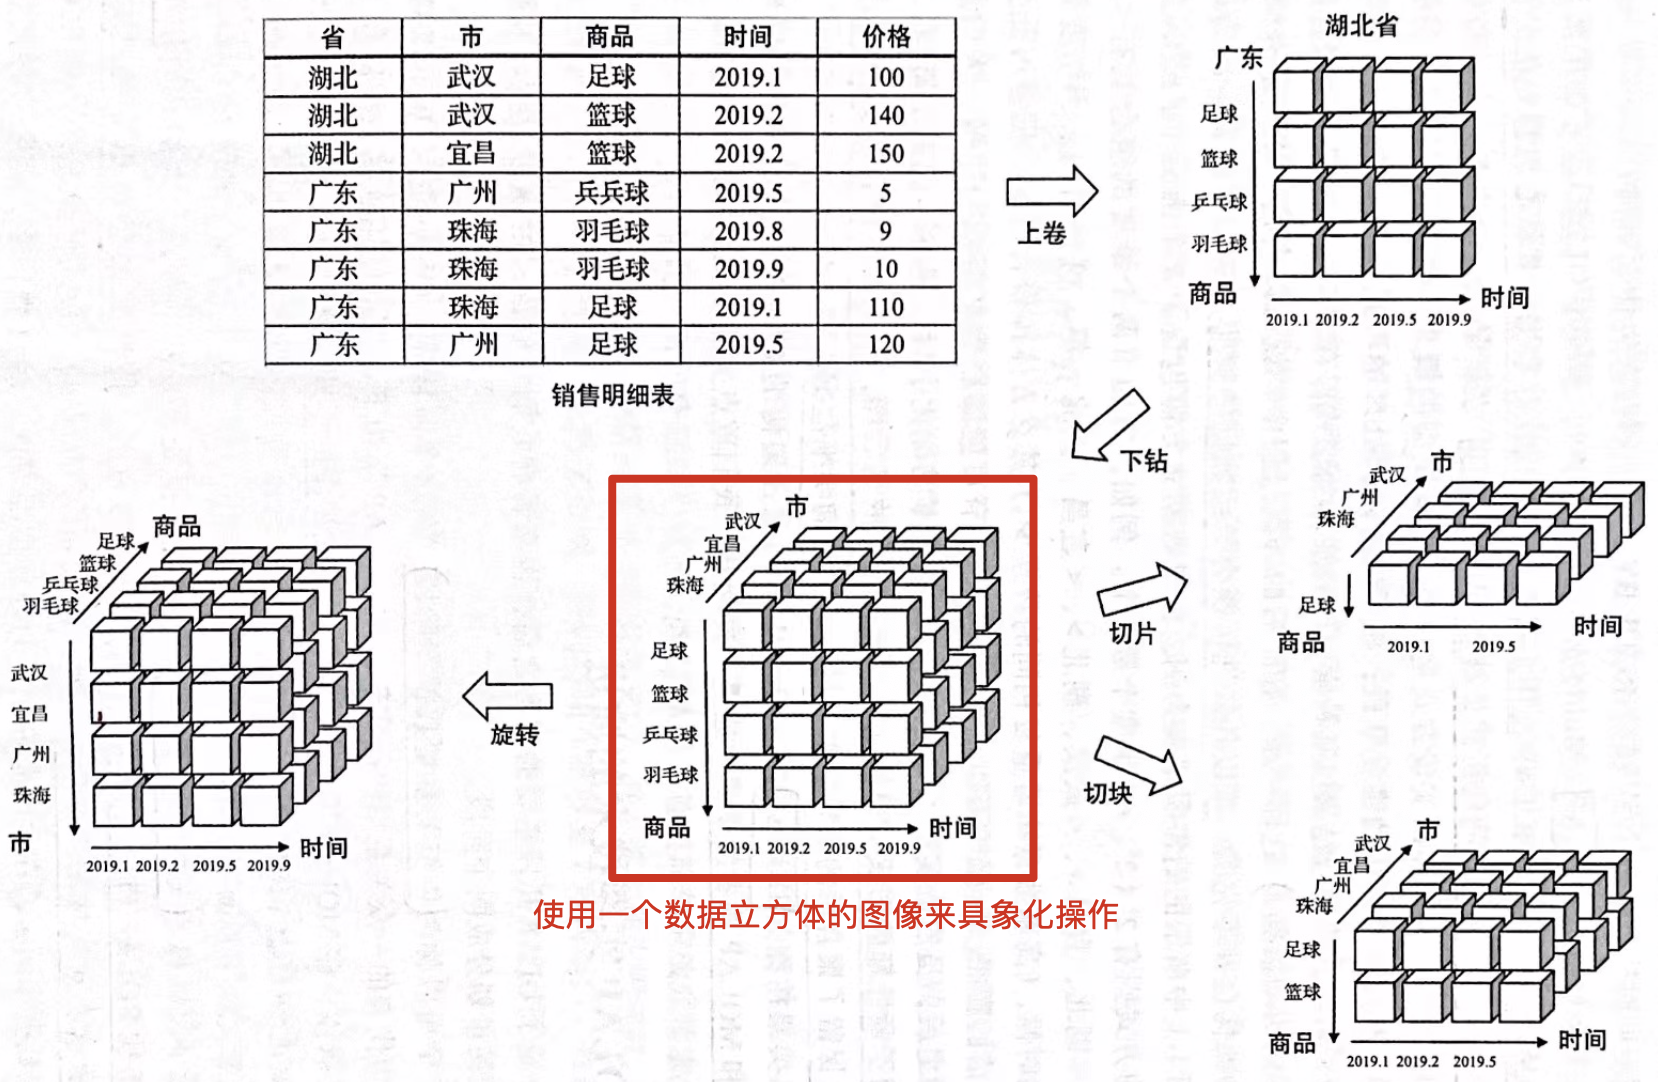 省 市 商品 时间 价格
湖北 武汉 足球 2019.1 100
湖北 武汉 篮球 2019.2 140
湖北 宜昌 篮球 2019.2 150
广东 广州 兵兵球 2019.5 5
广东 珠海 羽毛球 2019.8 9
广东 珠海 羽毛球 2019.9 10
广东 珠海 足球 2019.1 110
广东 广州 足球 2019.5 120
销售明细表
上卷
湖北省
广东
足球
篮球
乒乓球
羽毛球
商品
时间
2019.1 2019.2 2019.5 2019.9
下钻
商品
足球
篮球
乒乓球
羽毛球
武汉
宜昌
广州
珠海
市
时间
2019.1 2019.2 2019.5 2019.9
旋转
市
武汉
宜昌
广州
珠海
足球
篮球
乒乓球
羽毛球
商品
时间
2019.1 2019.2 2019.5 2019.9
使用一个数据立方体的图像来具象化操作
切片
市
武汉
广州
珠海
足球
商品
时间
2019.1 2019.5
切块
市
武汉
宜昌
广州
珠海
足球
篮球
商品
时间
2019.1 2019.2 2019.5